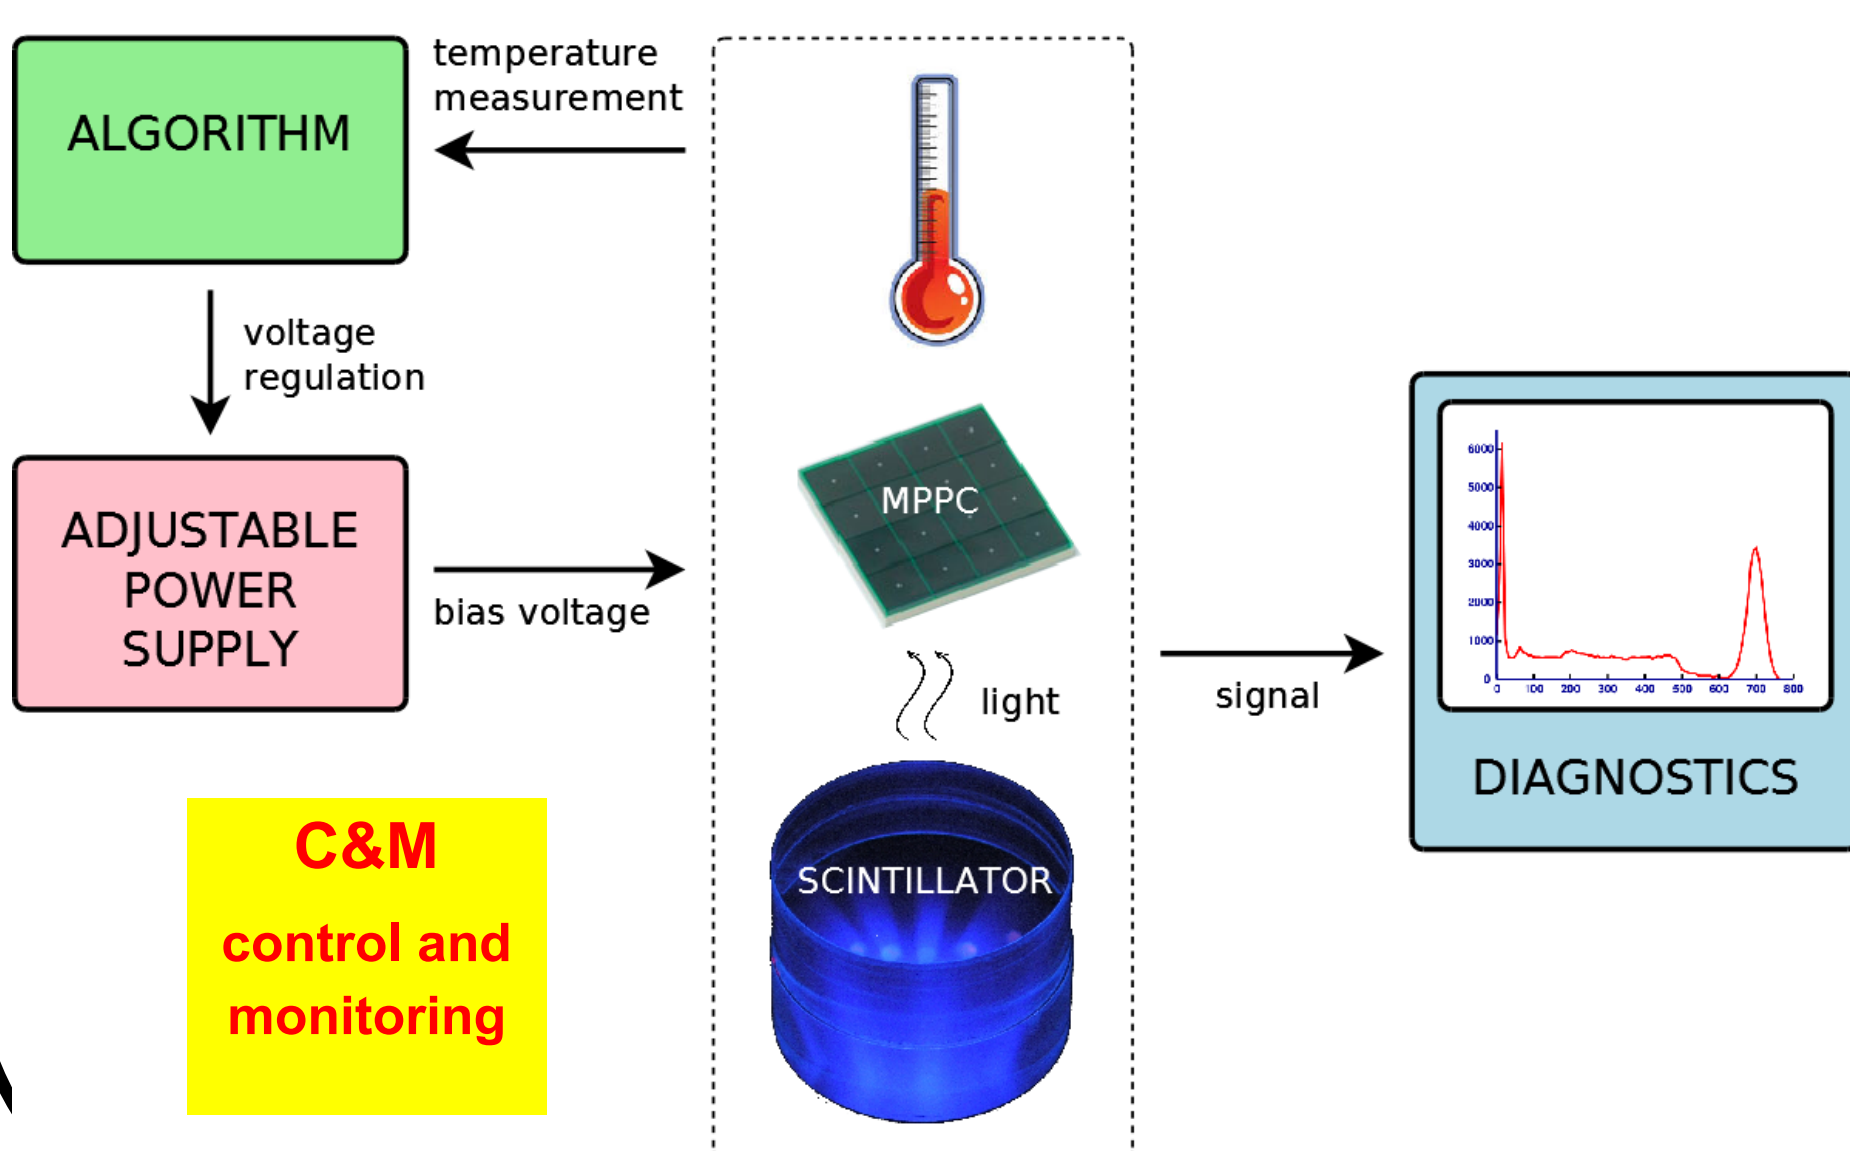 ALGORITHM
temperature
measurement
voltage
regulation
ADJUSTABLE
POWER
SUPPLY
bias voltage
C&M
control and
monitoring
MPPC
light
SCINTILLATOR
signal
6000
5000
4000
3000
2000
1000
0
0 100 200 300 400 500 600 700 800
DIAGNOSTICS